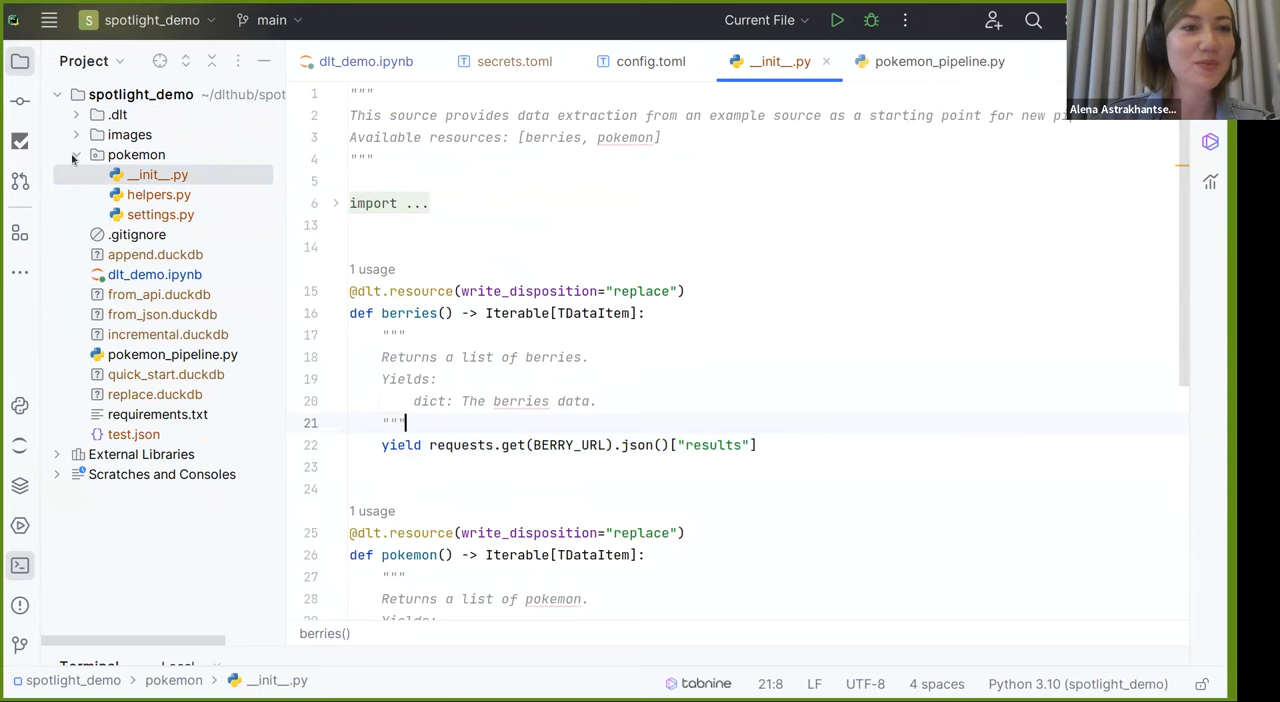 S spotlight_demo main Current File
Project
dlt_demo.ipynb secrets.toml config.toml __init__.py pokemon_pipeline.py
Alena Astrakhantse...
spotlight_demo ~/dlthub/spot
.dlt
images
pokemon
__init__.py
helpers.py
settings.py
.gitignore
append.duckdb
dlt_demo.ipynb
from_api.duckdb
from_json.duckdb
incremental.duckdb
pokemon_pipeline.py
quick_start.duckdb
replace.duckdb
requirements.txt
test.json
External Libraries
Scratches and Consoles
1 """
2 This source provides data extraction from an example source as a starting point for new
3 Available resources: [berries, pokemon]
4 """
5
6 import ...
13
14
1 usage
15 @dlt.resource(write_disposition="replace")
16 def berries() -> Iterable[TDataItem]:
17 """
18 Returns a list of berries.
19 Yields:
20 dict: The berries data.
21 """
22 yield requests.get(BERRY_URL).json()["results"]
23
24
1 usage
25 @dlt.resource(write_disposition="replace")
26 def pokemon() -> Iterable[TDataItem]:
27 """
28 Returns a list of pokemon.
29 Yields:
berries()
Terminal Local
spotlight_demo > pokemon > __init__.py
tabnine 21:8 LF UTF-8 4 spaces Python 3.10 (spotlight_demo)